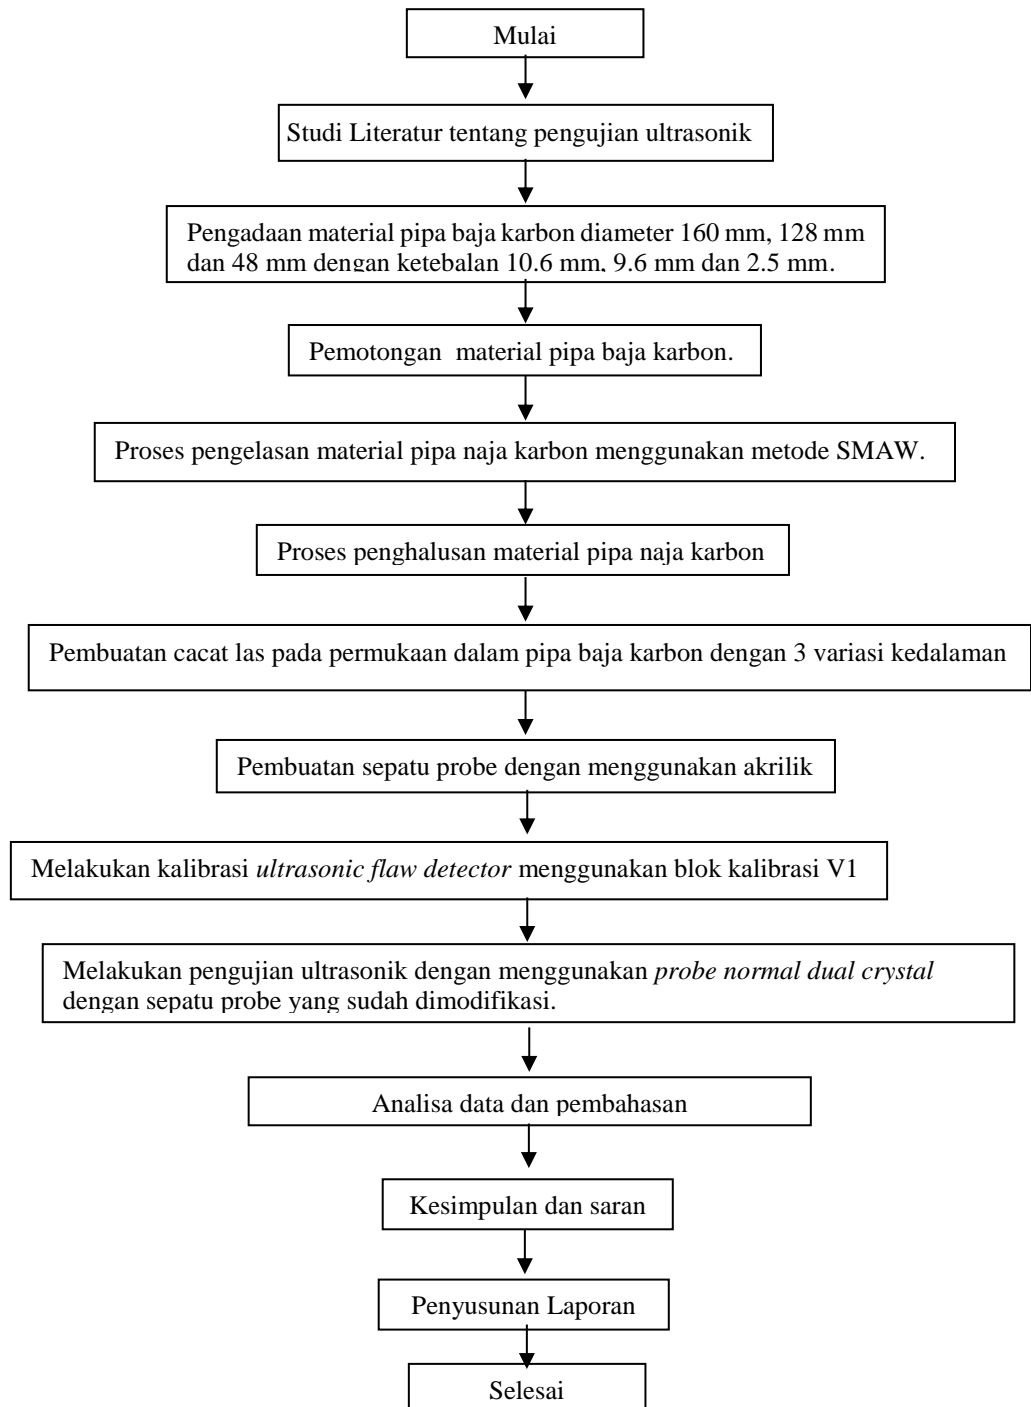 Mulai
Studi Literatur tentang pengujian ultrasonik
Pengadaan material pipa baja karbon diameter 160 mm, 128 mm
dan 48 mm dengan ketebalan 10.6 mm, 9.6 mm dan 2.5 mm.
Pemotongan  material pipa baja karbon.
Proses pengelasan material pipa naja karbon menggunakan metode SMAW.
Proses penghalusan material pipa naja karbon
Pembuatan cacat las pada permukaan dalam pipa baja karbon dengan 3 variasi kedalaman
Pembuatan sepatu probe dengan menggunakan akrilik
Melakukan kalibrasi ultrasonic flaw detector menggunakan blok kalibrasi V1
Melakukan pengujian ultrasonik dengan menggunakan probe normal dual crystal
dengan sepatu probe yang sudah dimodifikasi.
Analisa data dan pembahasan
Kesimpulan dan saran
Penyusunan Laporan
Selesai